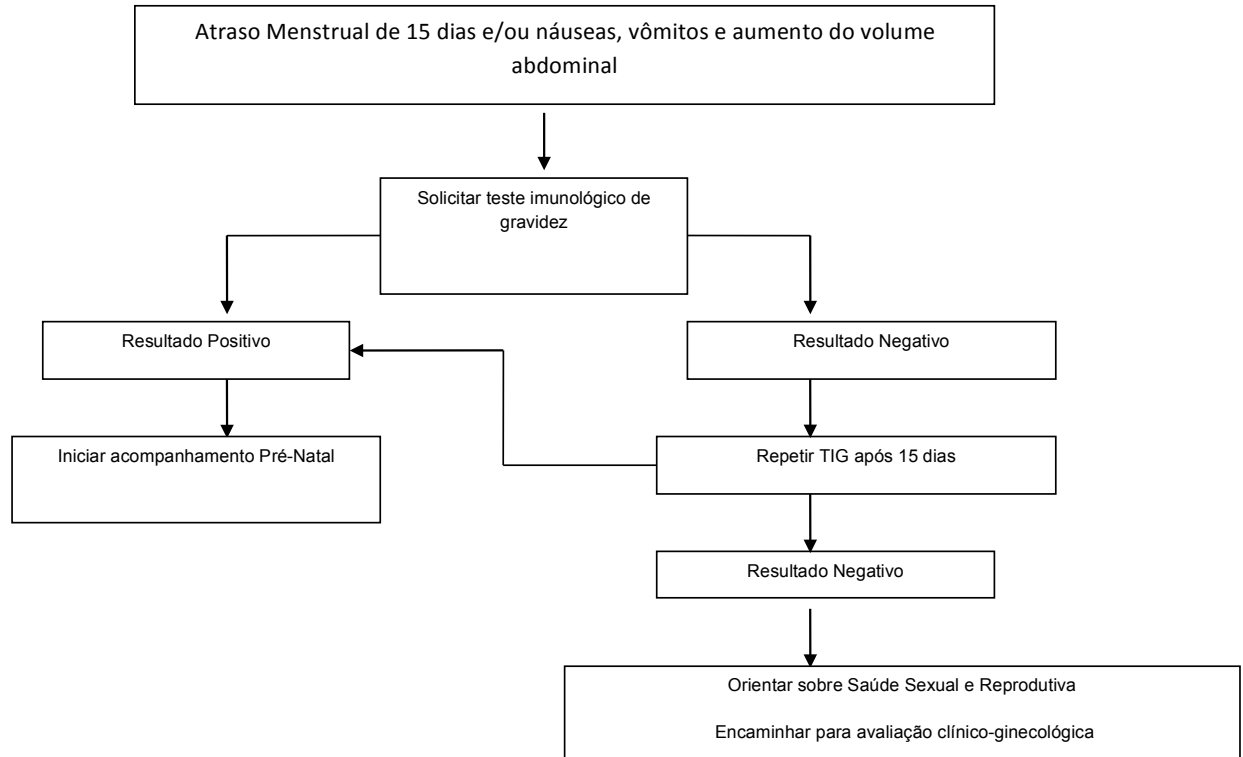 Atraso Menstrual de 15 dias e/ou náuseas, vômitos e aumento do volume
abdominal
Solicitar teste imunológico de
gravidez
Resultado Positivo
Resultado Negativo
Iniciar acompanhamento Pré-Natal
Repetir TIG após 15 dias
Resultado Negativo
Orientar sobre Saúde Sexual e Reprodutiva
Encaminhar para avaliação clínico-ginecológica